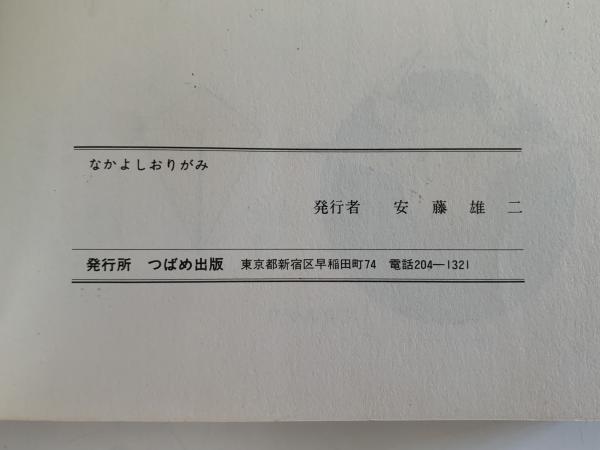 なかよしおりがみ
発行者　安藤雄二
発行所　つばめ出版　東京都新宿区早稲田町74　電話204―1321